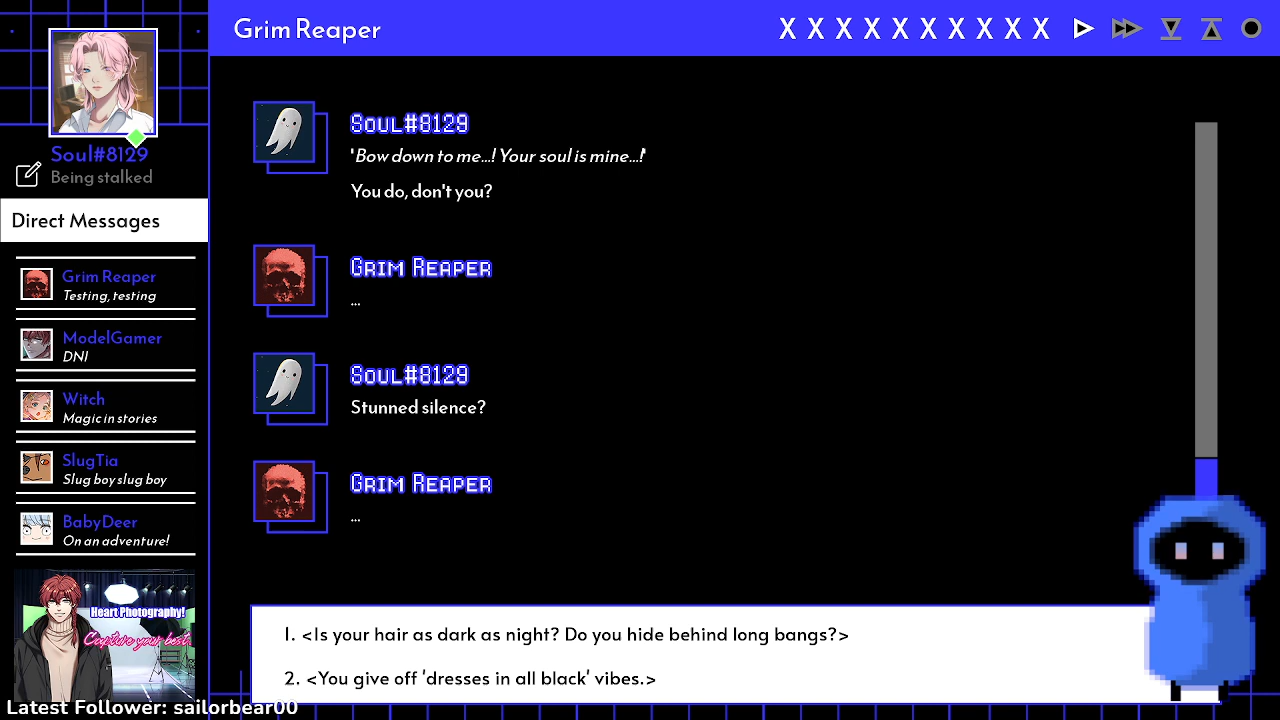 Grim Reaper
X X X X X X X X X X
Soul#8129
Being stalked
Direct Messages
Grim Reaper
Testing, testing
ModelGamer
DNI
Witch
Magic in stories
SlugTia
Slug boy slug boy
BabyDeer
On an adventure!
Heart Photography!
Capture your best.
Latest Follower: sailorbear00
Soul#8129
'Bow down to me...! Your soul is mine...!'
You do, don't you?
Grim Reaper
...
Soul#8129
Stunned silence?
Grim Reaper
...
1. <Is your hair as dark as night? Do you hide behind long bangs?>
2. <You give off 'dresses in all black' vibes.>